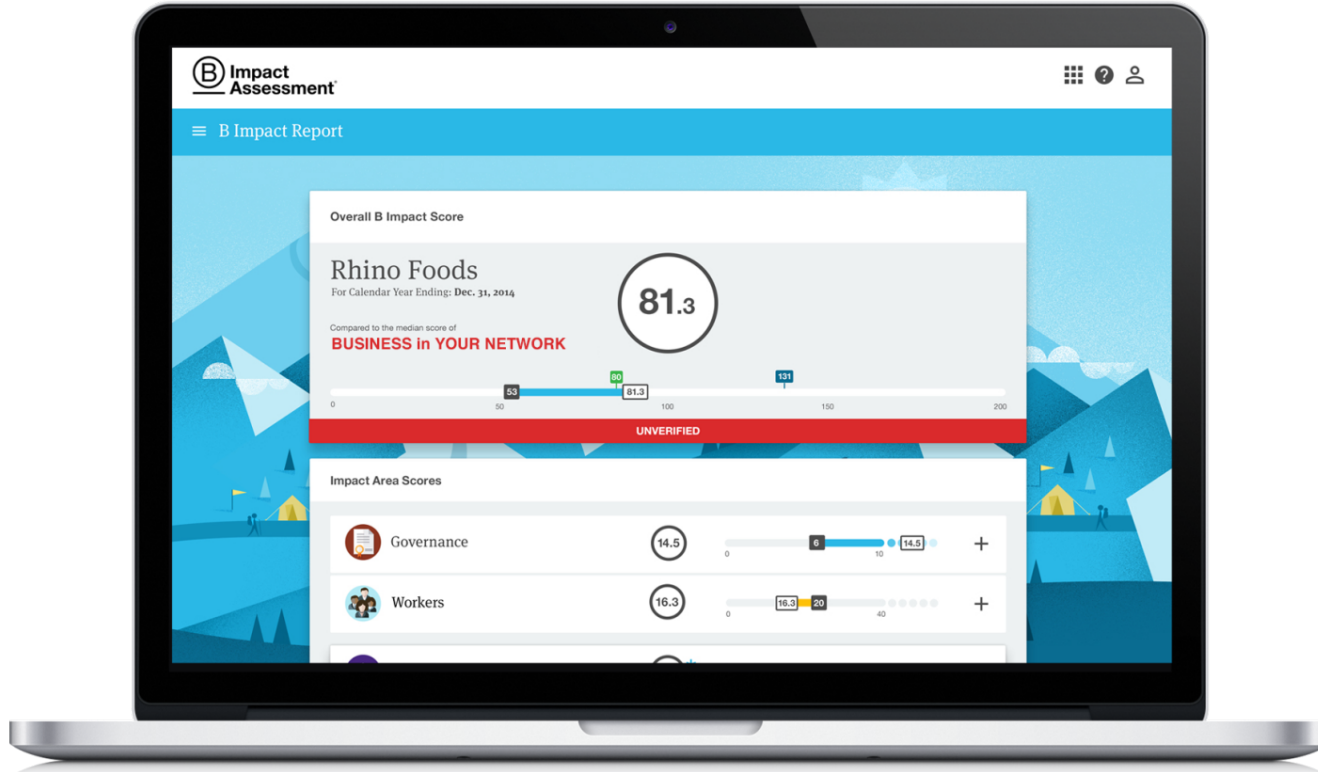 B Impact
Assessment
B Impact Report
Overall B Impact Score
Rhino Foods
For Calendar Year Ending: Dec. 31, 2014
81.3
Compared to the median score of
BUSINESS in YOUR NETWORK
80
131
53
81.3
0
50
100
150
200
UNVERIFIED
Impact Area Scores
Governance
14.5
6
14.5
0
10
+
Workers
16.3
16.3
20
0
40
+